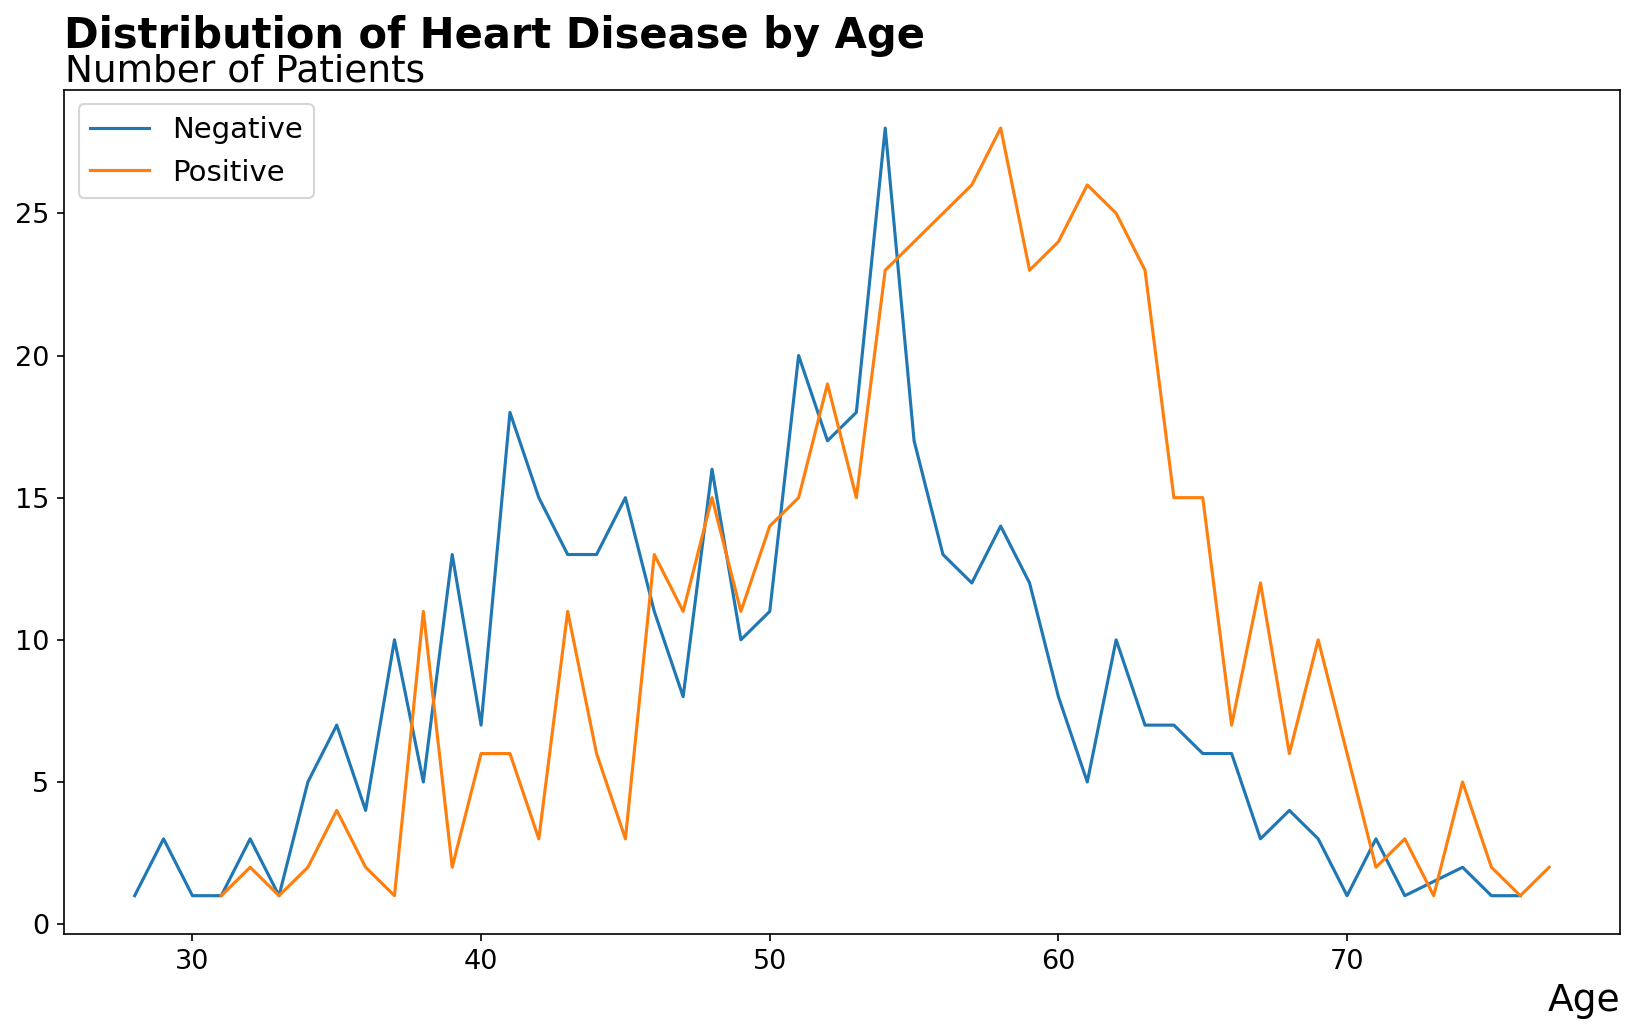 Distribution of Heart Disease by Age
Number of Patients
Negative
Positive
25
20
15
10
5
0
30 40 50 60 70
Age